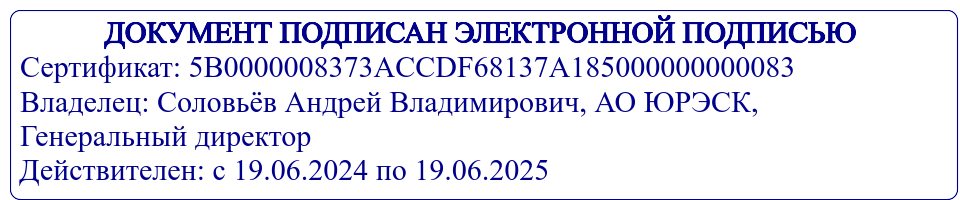 ДОКУМЕНТ ПОДПИСАН ЭЛЕКТРОННОЙ ПОДПИСЬЮ
Сертификат: 5B0000008373ACCDF68137A185000000000083
Владелец: Соловьёв Андрей Владимирович, АО ЮРЭСК,
Генеральный директор
Действителен: с 19.06.2024 по 19.06.2025